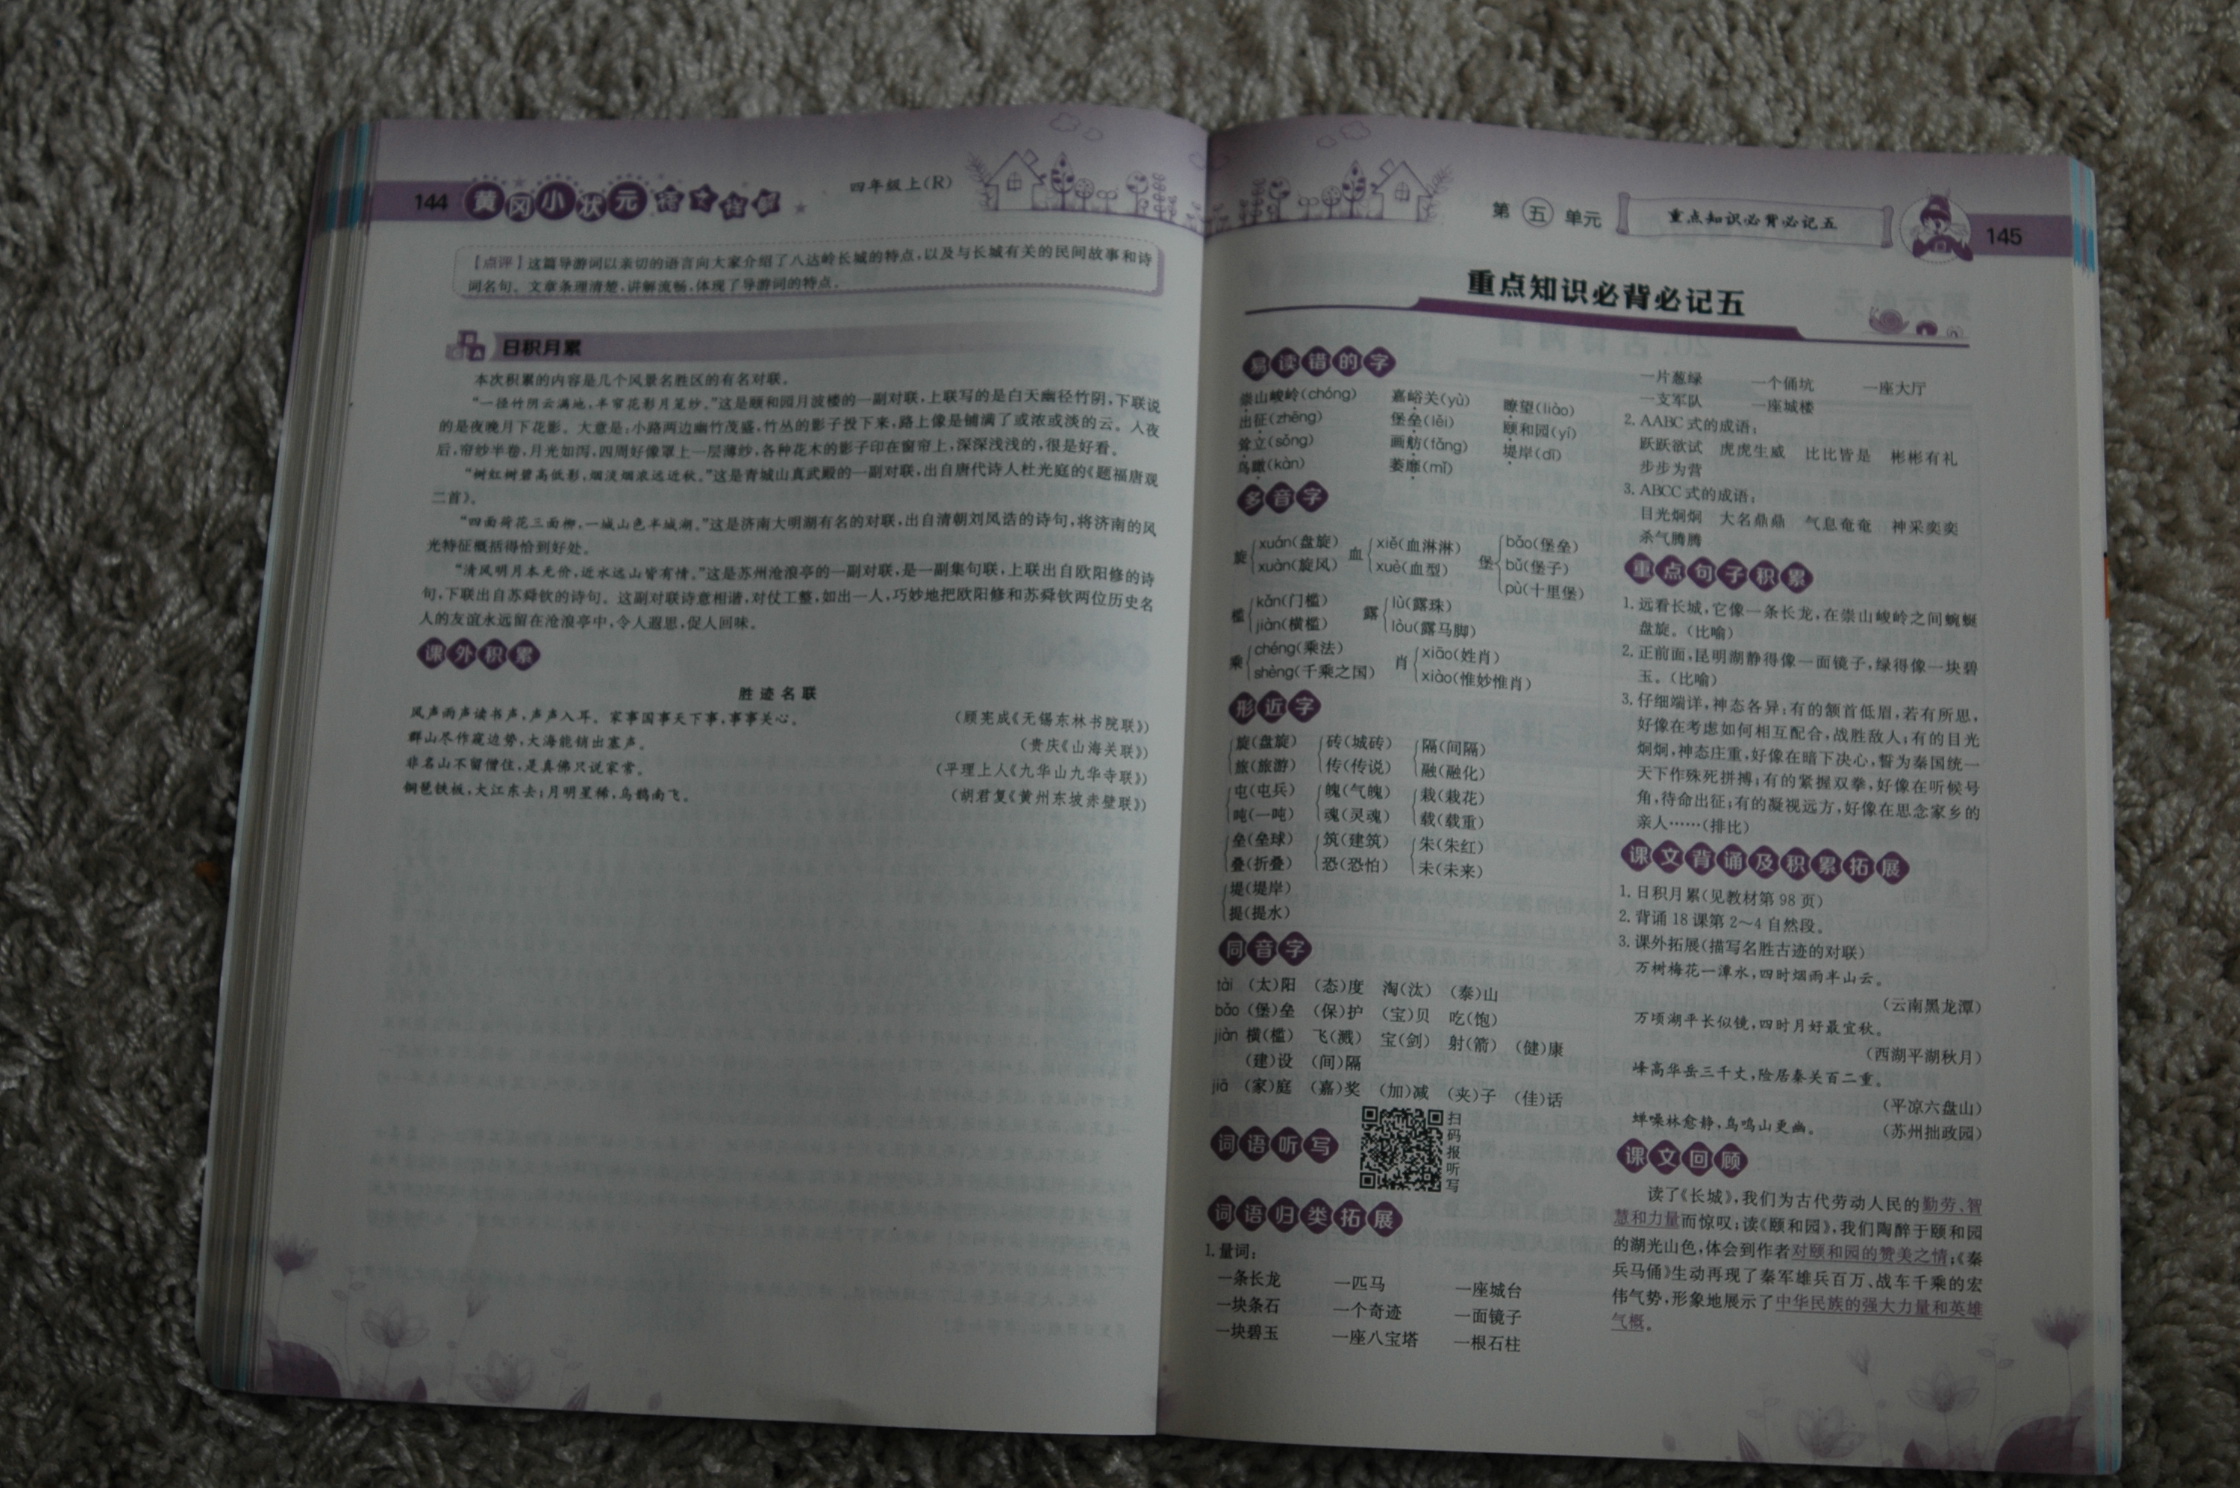 144 黄冈小状元 四年级上(R)
[点评]这篇导游词以亲切的语言向大家介绍了八达岭长城的特点,以及与长城有关的民间故事和诗
词名句。文章条理清楚,讲解流畅,体现了导游词的特点。
日积月累
本次积累的内容是几个风景名胜区的有名对联。
“一径竹阴云满地,半帘花影月笼纱。”这是颐和园月波楼的一副对联,上联写的是白天幽径竹阴,下联说
的是夜晚月下花影。大意是:小路两边幽竹茂盛,竹丛的影子投下来,路上像是铺满了或浓或淡的云。入夜
后,帘纱半卷,月光如泻,四周好像罩上一层薄纱,各种花木的影子印在窗帘上,深深浅浅的,很是好看。
“树红树碧高低影,烟淡烟浓远近秋。”这是青城山真武殿的一副对联,出自唐代诗人杜光庭的《题福唐观
二首》。
“四面荷花三面柳,一城山色半城湖。”这是济南大明湖有名的对联,出自清朝刘凤诰的诗句,将济南的风
光特征概括得恰到好处。
“清风明月本无价,近水远山皆有情。”这是苏州沧浪亭的一副对联,是一副集句联,上联出自欧阳修的诗
句,下联出自苏舜钦的诗句。这副对联诗意相谐,对仗工整,如出一人,巧妙地把欧阳修和苏舜钦两位历史名
人的友谊永远留在沧浪亭中,令人遐思,促人回味。
课外积累
胜迹名联
风声雨声读书声,声声入耳。家事国事天下事,事事关心。 (顾宪成《无锡东林书院联》)
群山尽作窥边势,大海能销出塞声。 (贵庆《山海关联》)
非名山不留僧住,是真佛只说家常。 (平理上人《九华山九华寺联》)
铜琶铁板,大江东去;月明星稀,乌鹊南飞。 (胡君复《黄州东坡赤壁联》)
第五单元 重点知识必背必记五 145
重点知识必背必记五
易读错的字
崇山峻岭(chóng) 嘉峪关(yù) 瞭望(liào)
出征(zhēng) 堡垒(lěi) 颐和园(yí)
耸立(sǒng) 画舫(fǎng) 堤岸(dī)
鸟瞰(kàn) 萎靡(mǐ)
多音字
旋{xuán(盘旋) xuàn(旋风) 血{xiě(血淋淋) xuè(血型) 堡{bǎo(堡垒) bǔ(堡子) pù(十里堡)
槛{kǎn(门槛) jiàn(横槛) 露{lù(露珠) lòu(露马脚)
乘{chéng(乘法) shèng(千乘之国) 肖{xiāo(姓肖) xiào(惟妙惟肖)
形近字
{旋(盘旋) {砖(城砖) {隔(间隔)
旅(旅游) 传(传说) 融(融化)
{屯(屯兵) {魄(气魄) {栽(栽花)
吨(一吨) 魂(灵魂) 载(载重)
{垒(垒球) {筑(建筑) {朱(朱红)
叠(折叠) 恐(恐怕) 未(未来)
{堤(堤岸)
提(提水)
同音字
tài (太)阳 (态)度 淘(汰) (泰)山
bǎo (堡)垒 (保)护 (宝)贝 吃(饱)
jiàn 横(槛) 飞(溅) 宝(剑) 射(箭) (健)康
(建)设 (间)隔
jiā (家)庭 (嘉)奖 (加)减 (夹)子 (佳)话
词语听写
扫码报听写
词语归类拓展
1.量词:
一条长龙 一匹马 一座城台
一块条石 一个奇迹 一面镜子
一块碧玉 一座八宝塔 一根石柱
一片葱绿 一个俑坑 一座大厅
一支军队 一座城楼
2. AABC 式的成语:
跃跃欲试 虎虎生威 比比皆是 彬彬有礼
步步为营
3. ABCC 式的成语:
目光炯炯 大名鼎鼎 气息奄奄 神采奕奕
杀气腾腾
重点句子积累
1. 远看长城,它像一条长龙,在崇山峻岭之间蜿蜒
盘旋。(比喻)
2. 正前面,昆明湖静得像一面镜子,绿得像一块碧
玉。(比喻)
3. 仔细端详,神态各异:有的颔首低眉,若有所思,
好像在考虑如何相互配合,战胜敌人;有的目光
炯炯,神态庄重,好像在暗下决心,誓为秦国统一
天下作殊死拼搏;有的紧握双拳,好像在听候号
角,待命出征;有的凝视远方,好像在思念家乡的
亲人……(排比)
课文背诵及积累拓展
1. 日积月累(见教材第 98 页)
2. 背诵 18 课第 2~4 自然段。
3. 课外拓展(描写名胜古迹的对联)
万树梅花一潭水,四时烟雨半山云。
(云南黑龙潭)
万顷湖平长似镜,四时月好最宜秋。
(西湖平湖秋月)
峰高华岳三千丈,险居秦关百二重。
(平凉六盘山)
蝉噪林愈静,鸟鸣山更幽。 (苏州拙政园)
课文回顾
读了《长城》,我们为古代劳动人民的勤劳、智
慧和力量而惊叹;读《颐和园》,我们陶醉于颐和园
的湖光山色,体会到作者对颐和园的赞美之情;《秦
兵马俑》生动再现了秦军雄兵百万、战车千乘的宏
伟气势,形象地展示了中华民族的强大力量和英雄
气概。